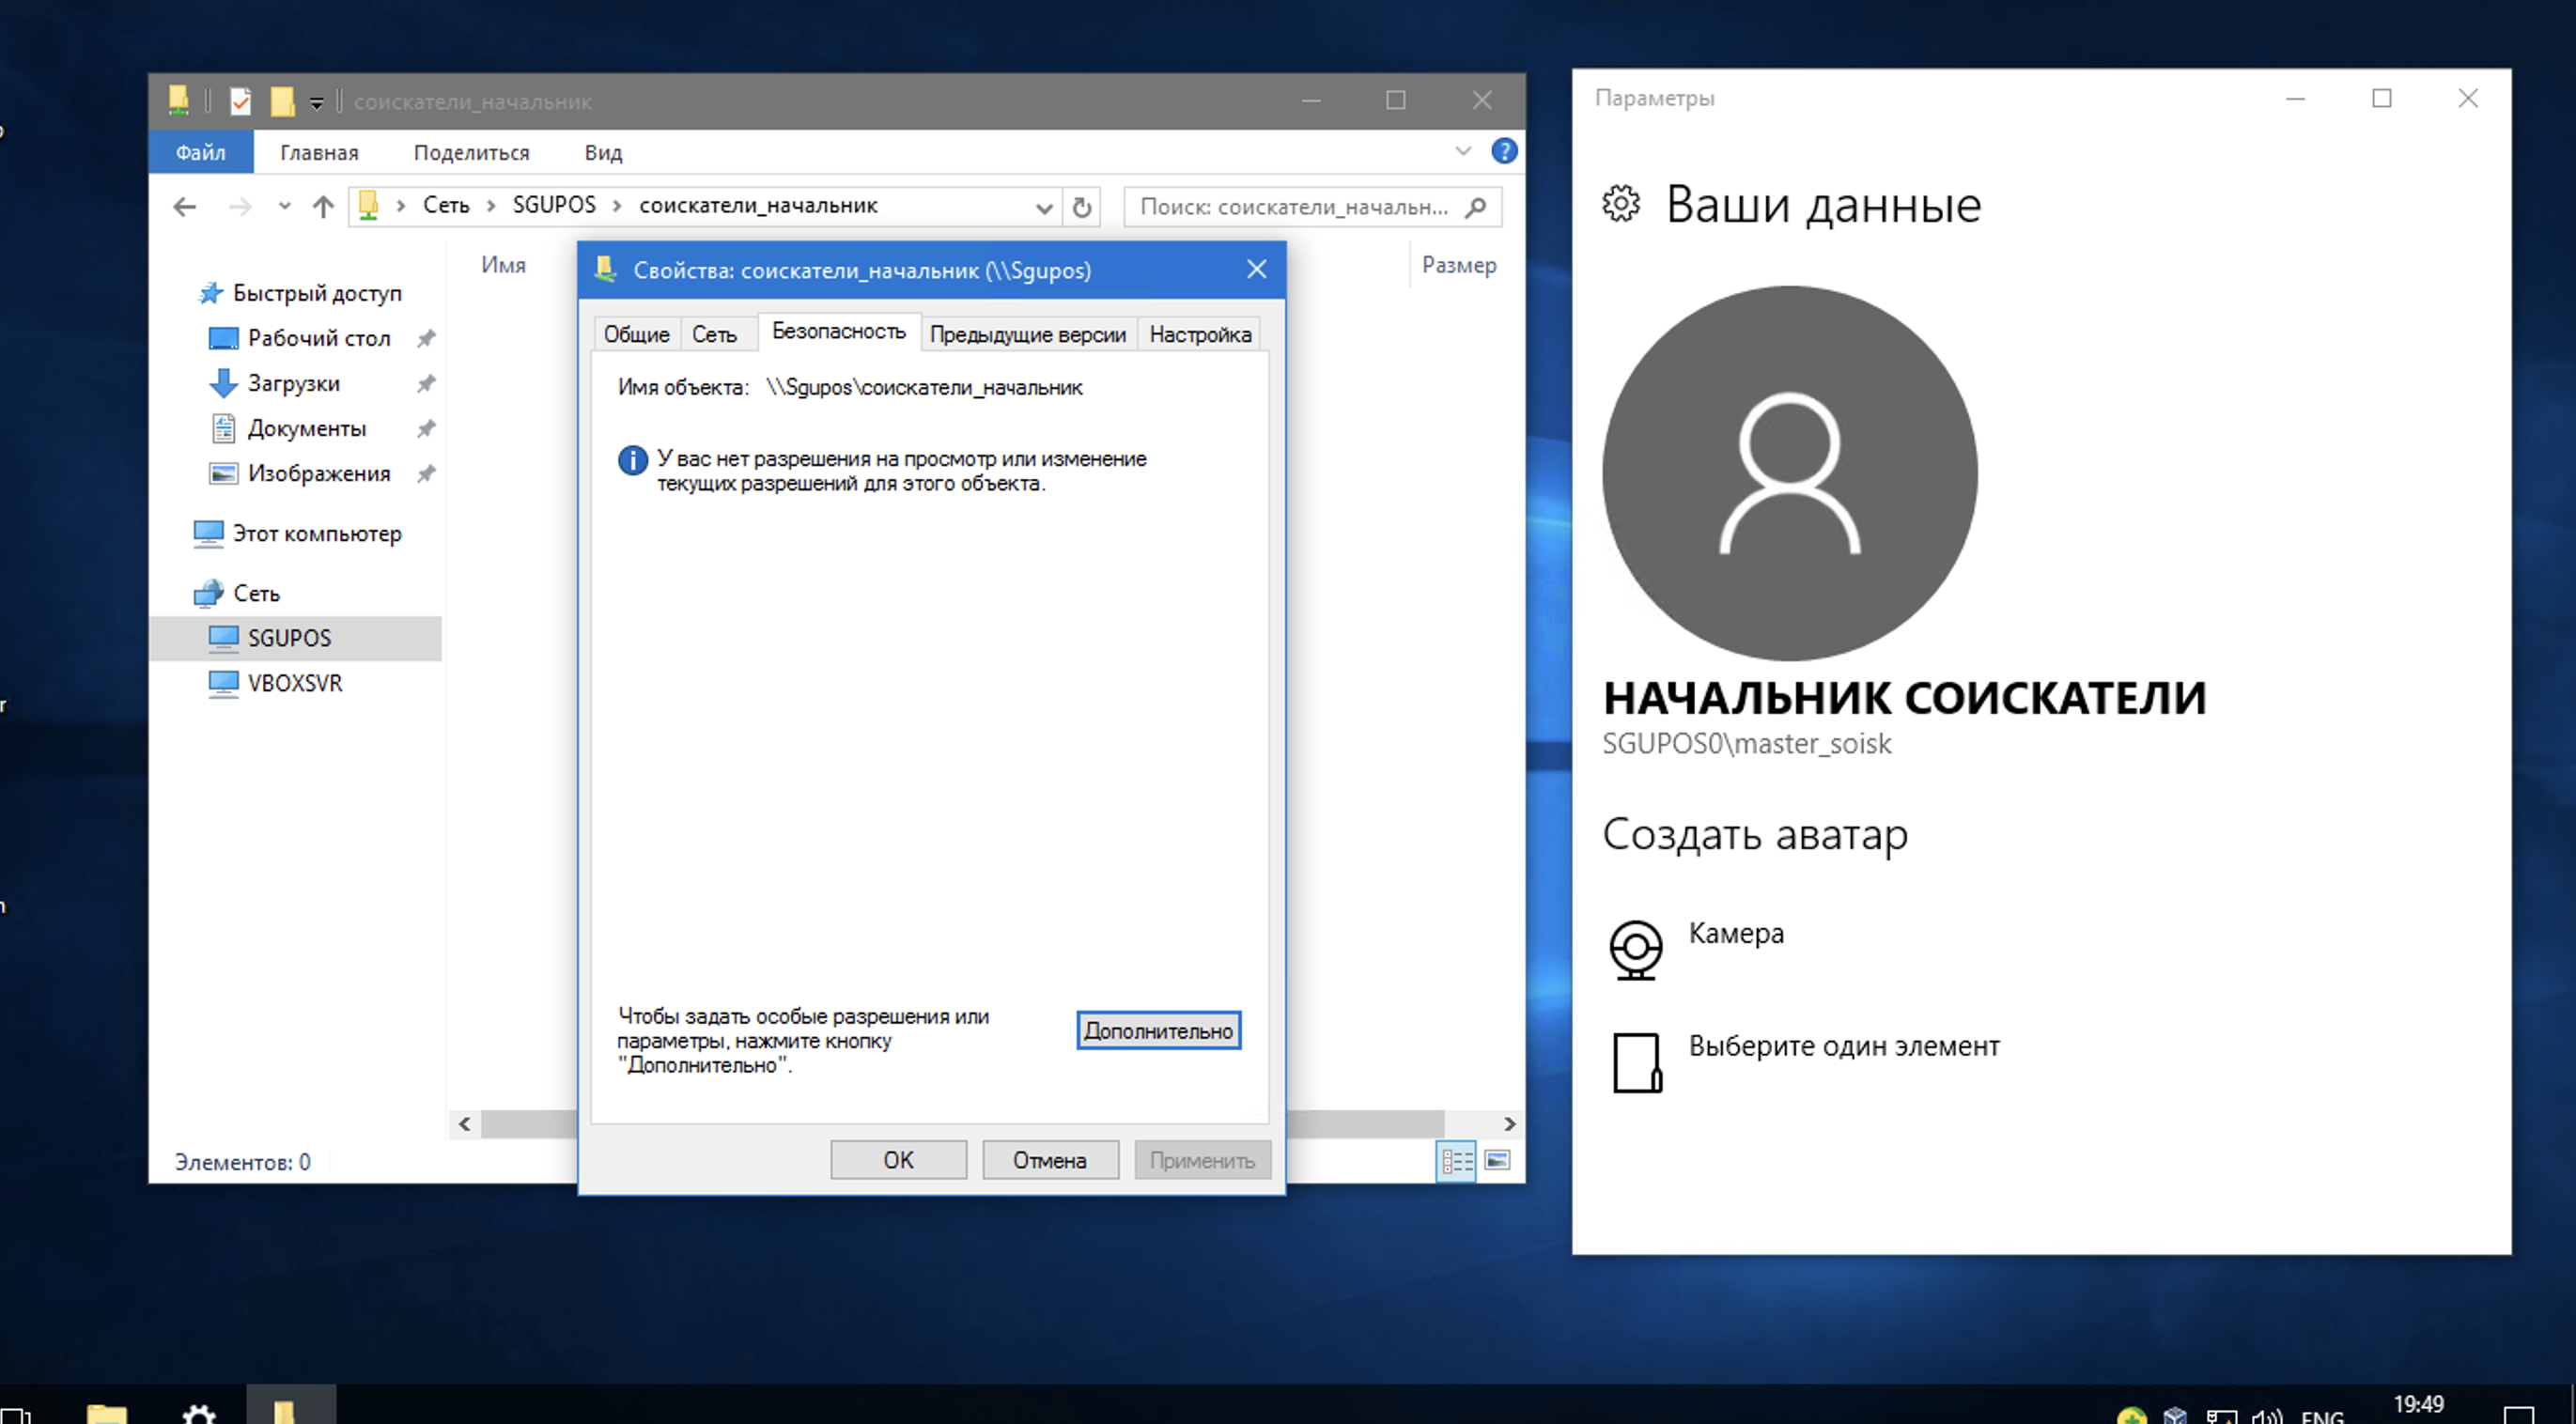 соискатели_начальник
Файл Главная Поделиться Вид
Сеть SGUPOS соискатели_начальник
Поиск: соискатели_начальн...
Имя
Размер
Быстрый доступ
Рабочий стол
Загрузки
Документы
Изображения
Этот компьютер
Сеть
SGUPOS
VBOXSVR
Элементов: 0
Свойства: соискатели_начальник (\\Sgupos)
Общие Сеть Безопасность Предыдущие версии Настройка
Имя объекта: \\Sgupos\соискатели_начальник
У вас нет разрешения на просмотр или изменение
текущих разрешений для этого объекта.
Чтобы задать особые разрешения или
параметры, нажмите кнопку
"Дополнительно".
Дополнительно
OK Отмена Применить
Параметры
Ваши данные
НАЧАЛЬНИК СОИСКАТЕЛИ
SGUPOS0\master_soisk
Создать аватар
Камера
Выберите один элемент
ENG
19:49